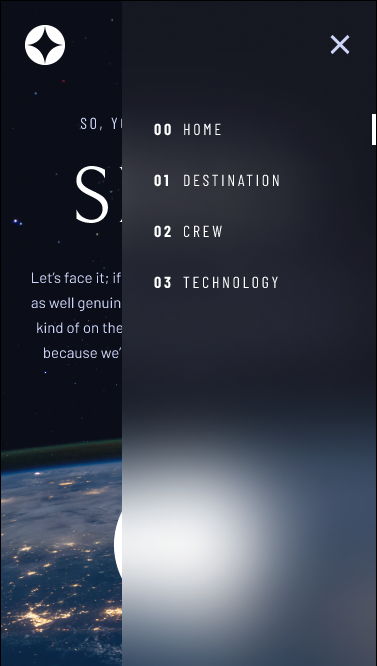 SO, Y
S
00 HOME
01 DESTINATION
02 CREW
03 TECHNOLOGY
Let's face it; if
as well genuin
kind of on the
because we'